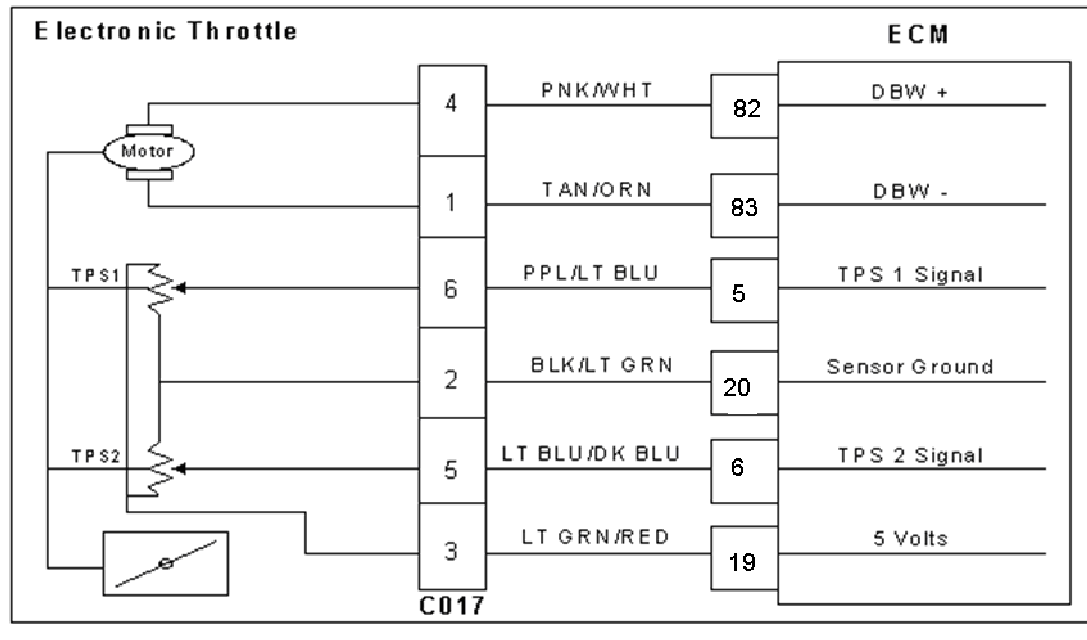 Electronic Throttle
ECM
4
PNK/WHT
82
DBW +
Motor
1
TAN/ORN
83
DBW -
TPS1
6
PPL/LT BLU
5
TPS 1 Signal
2
BLK/LT GRN
20
Sensor Ground
TPS2
5
LT BLU/DK BLU
6
TPS 2 Signal
3
LT GRN/RED
19
5 Volts
C017